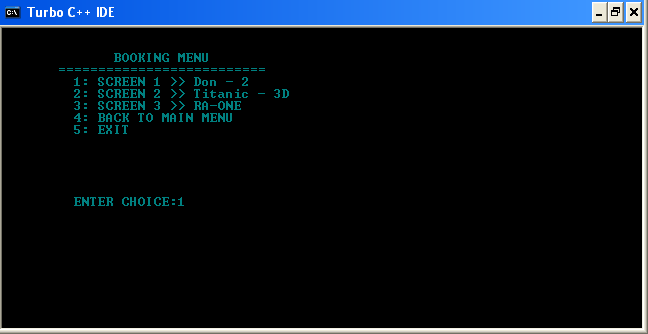 Turbo C++ IDE
BOOKING MENU
==========================
1: SCREEN 1 >> Don - 2
2: SCREEN 2 >> Titanic - 3D
3: SCREEN 3 >> RA-ONE
4: BACK TO MAIN MENU
5: EXIT
ENTER CHOICE:1